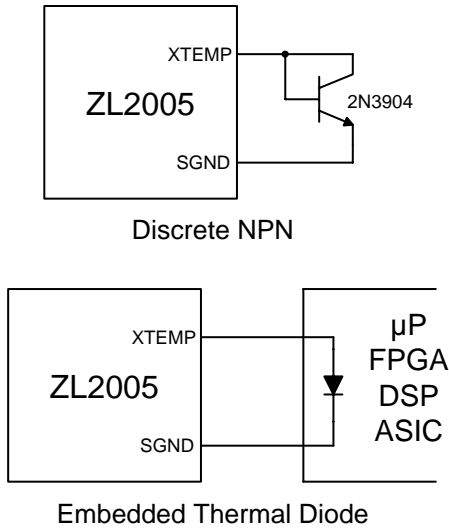 XTEMP
ZL2005
2N3904
SGND
Discrete NPN
XTEMP
ZL2005
SGND
µP
FPGA
DSP
ASIC
Embedded Thermal Diode